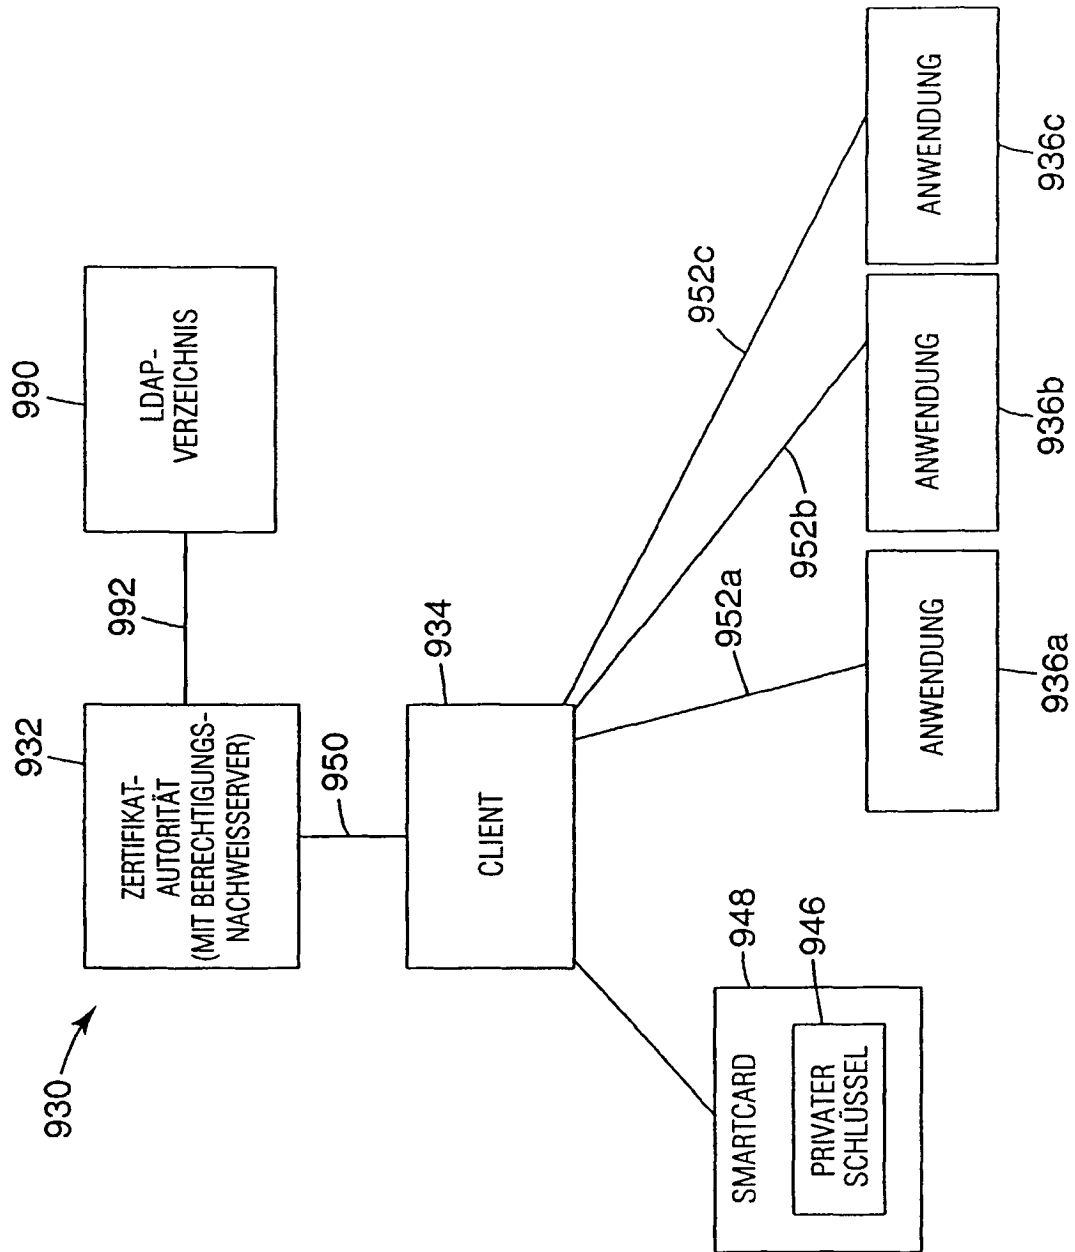 930
932
ZERTIFIKAT-
AUTORITÄT
(MIT BERECHTIGUNGS-
NACHWEISSERVER)
992
990
LDAP-
VERZEICHNIS
950
934
CLIENT
948
SMARTCARD
946
PRIVATER
SCHLÜSSEL
952a
952b
952c
ANWENDUNG
936a
ANWENDUNG
936b
ANWENDUNG
936c